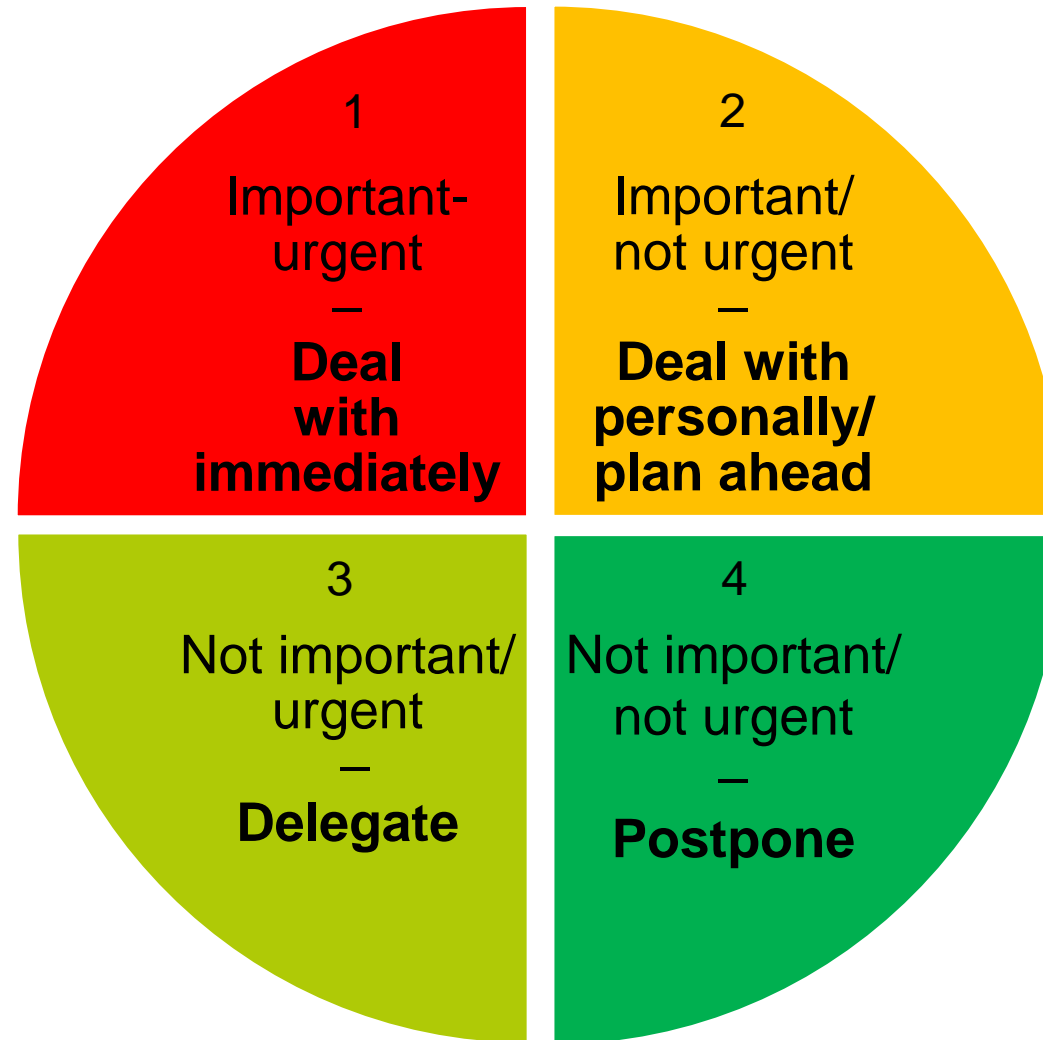 1
Important-
urgent
–
Deal
with
immediately
2
Important/
not urgent
–
Deal with
personally/
plan ahead
3
Not important/
urgent
–
Delegate
4
Not important/
not urgent
–
Postpone